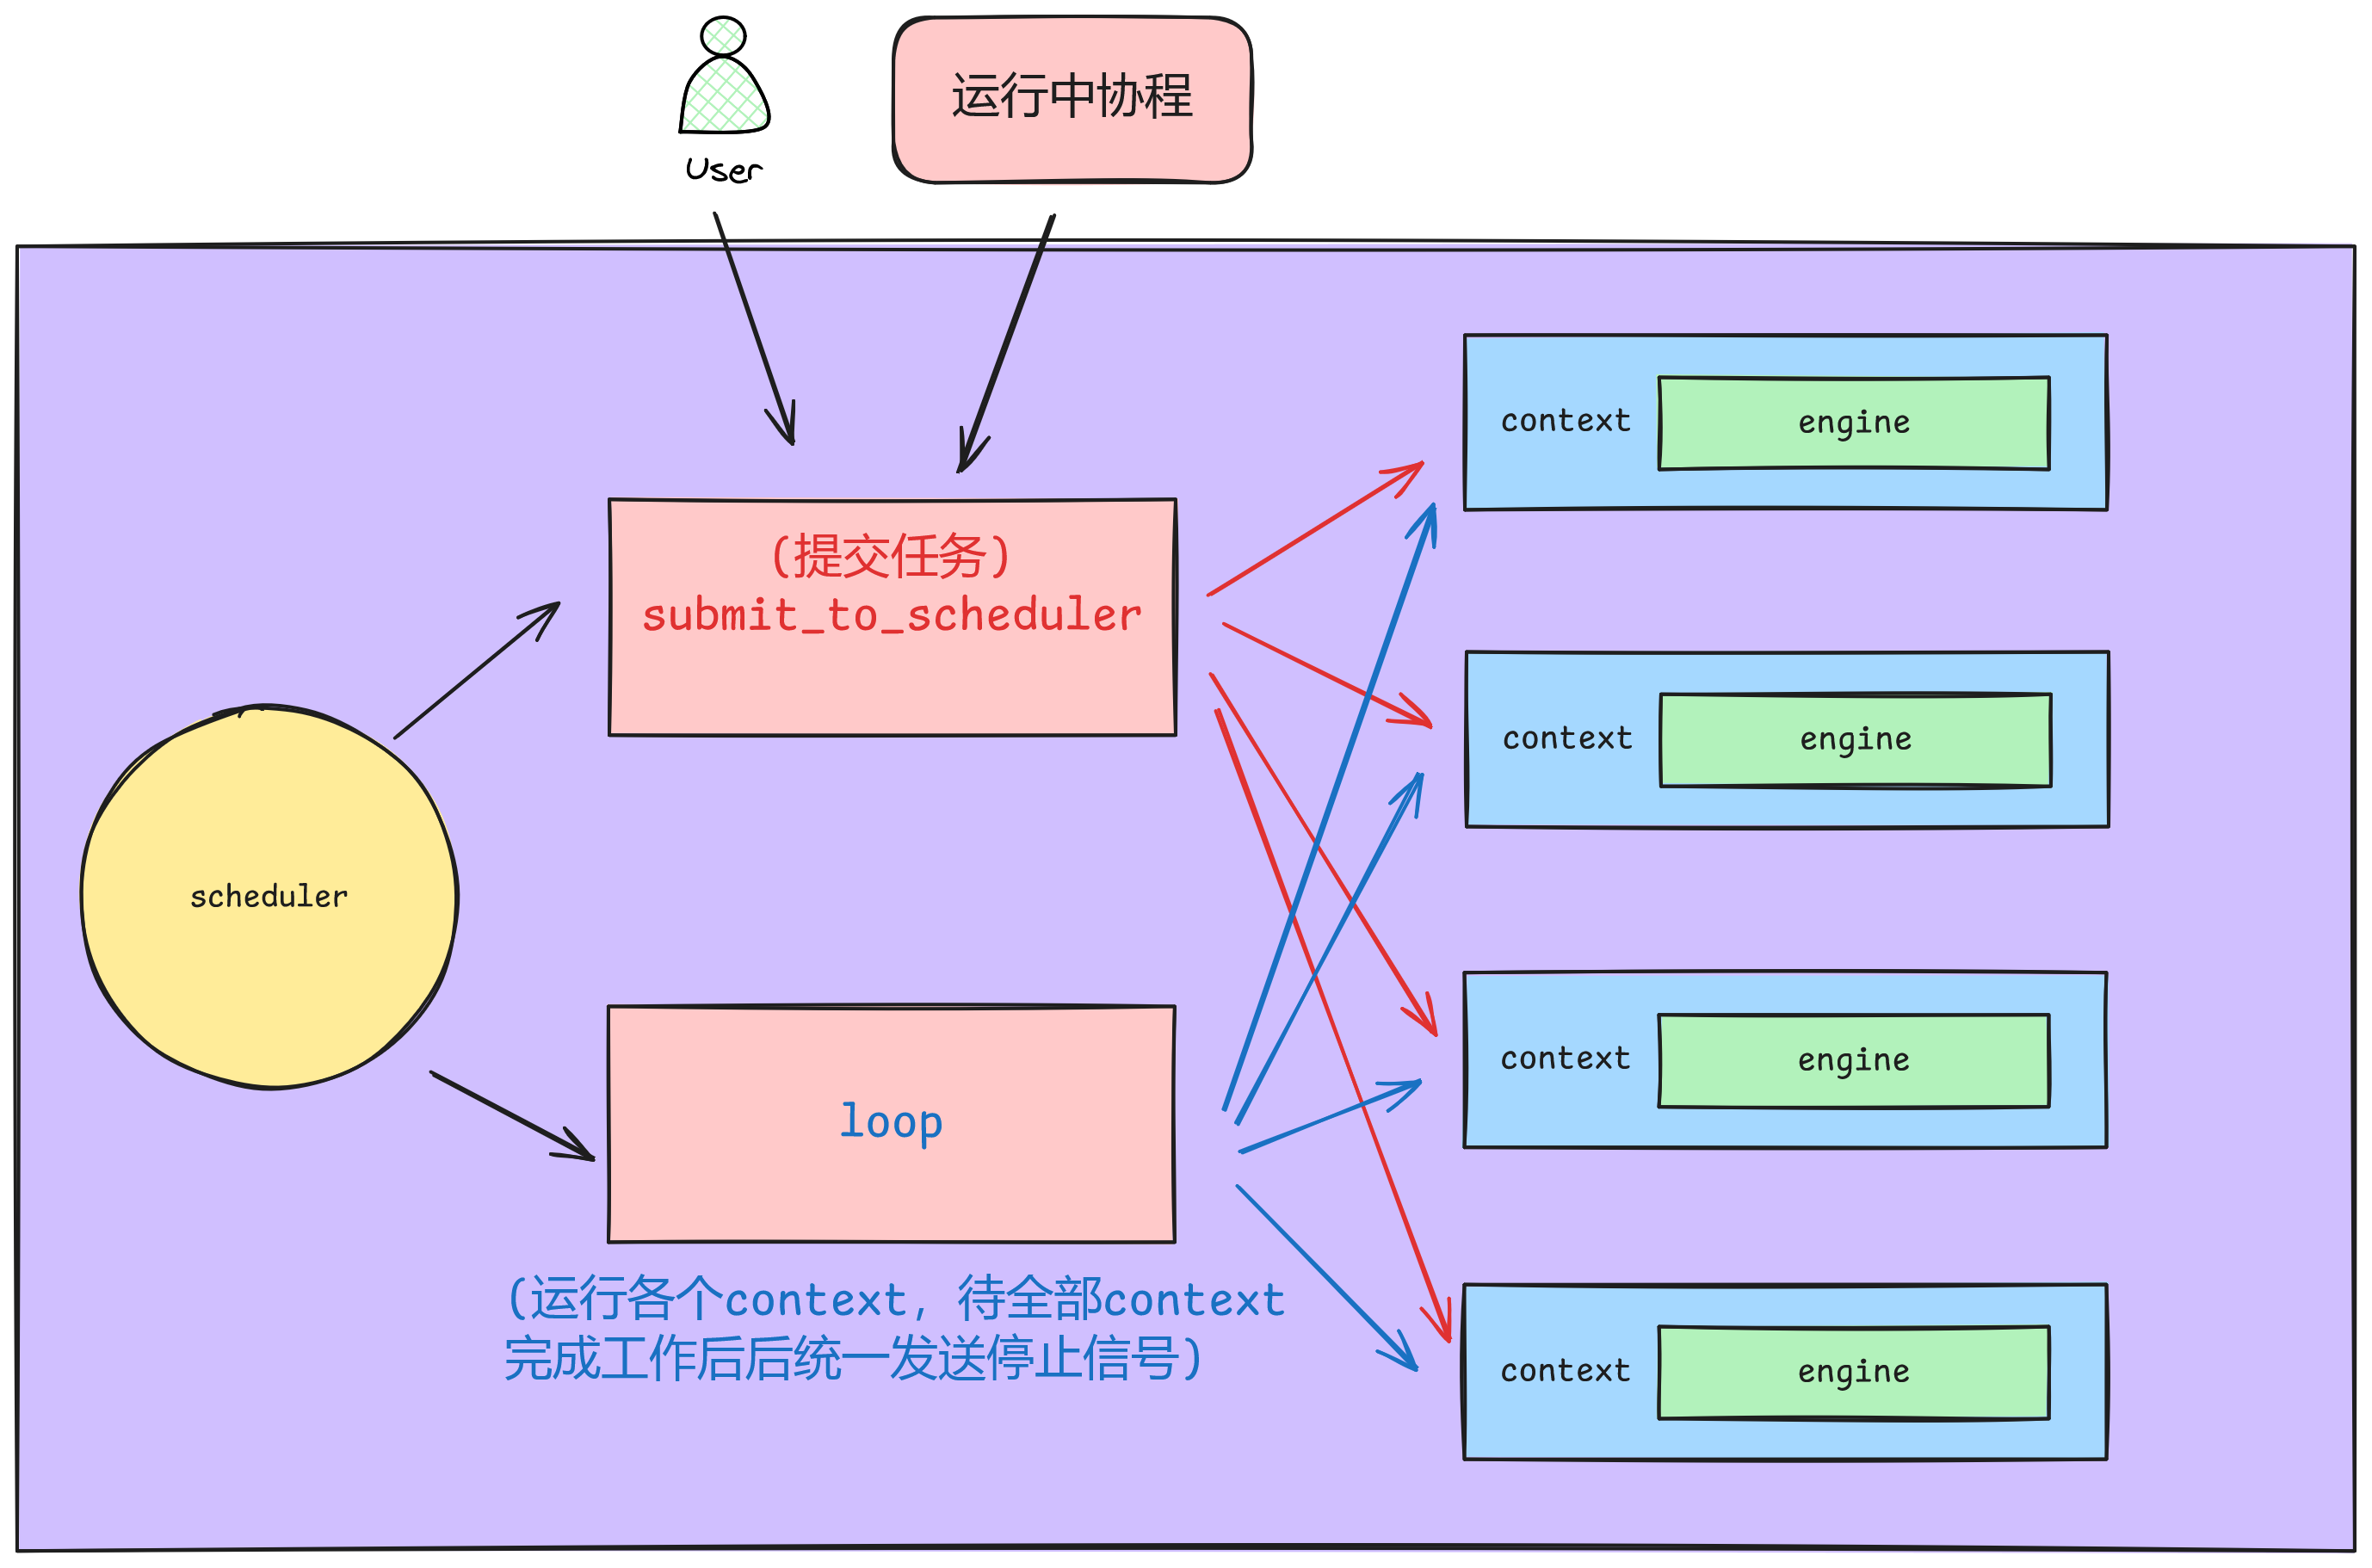 运行中协程
User
(提交任务)
submit_to_scheduler
scheduler
loop
(运行各个context, 待全部context
完成工作后后统一发送停止信号)
context
engine
context
engine
context
engine
context
engine